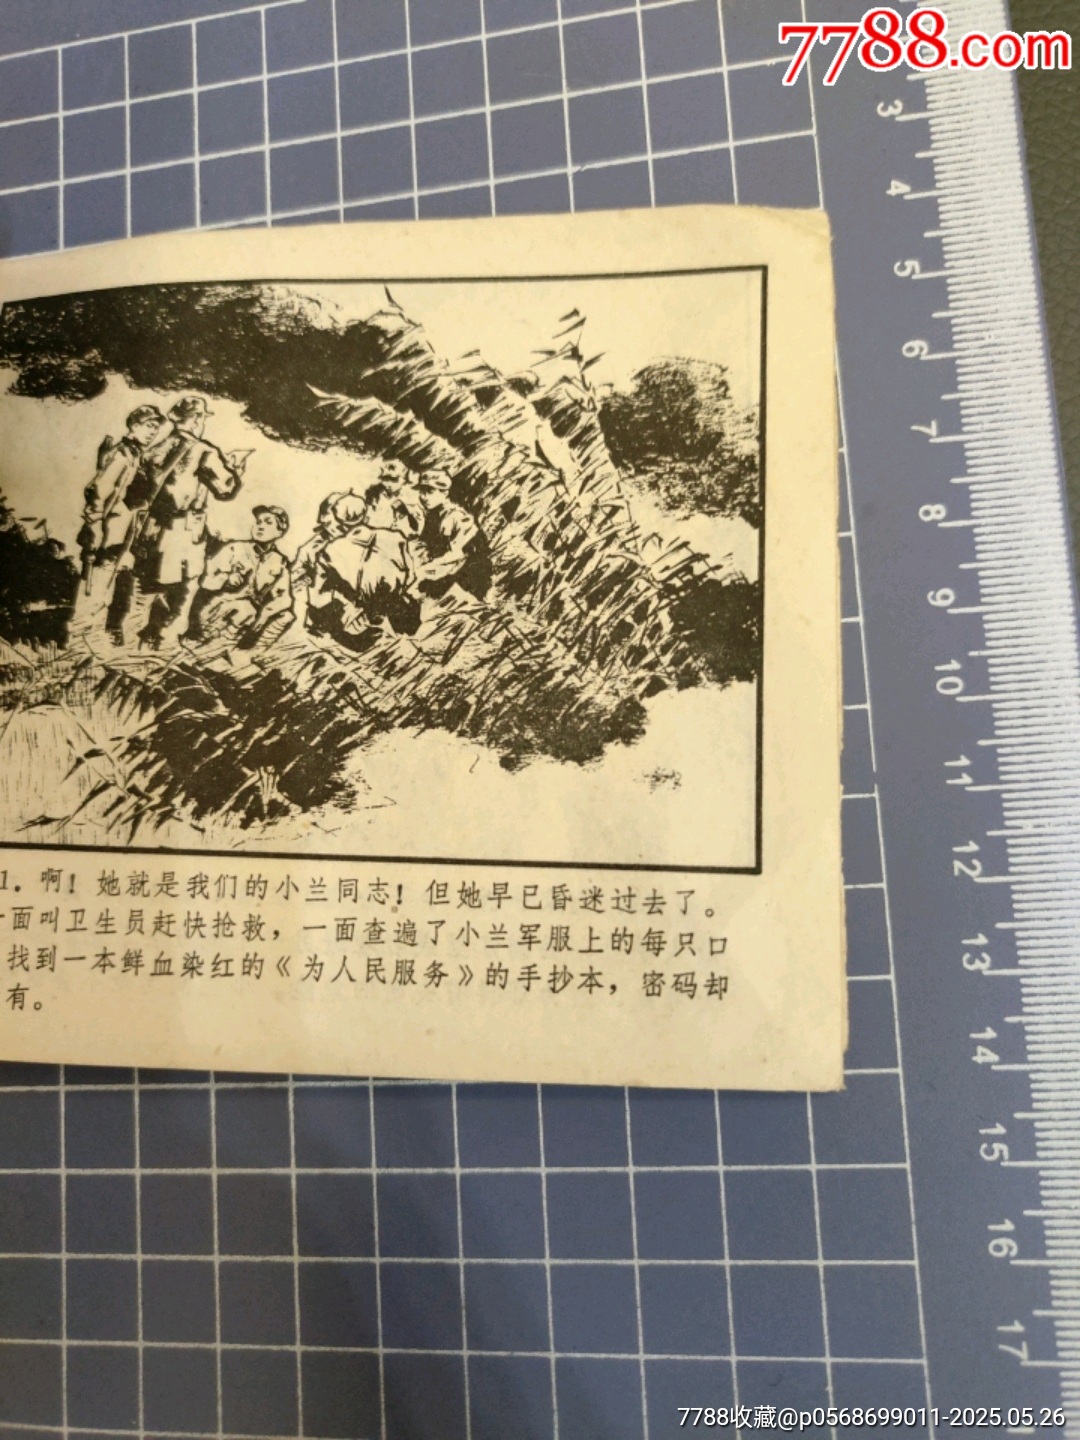 7788.com
3
4
5
6
7
8
9
10
11
12
13
14
15
16
17
1. 啊！她就是我们的小兰同志！但她早已昏迷过去了。
一面叫卫生员赶快抢救，一面查遍了小兰军服上的每只口
找到一本鲜血染红的《为人民服务》的手抄本，密码却
有。
7788收藏@p0568699011-2025.05.26